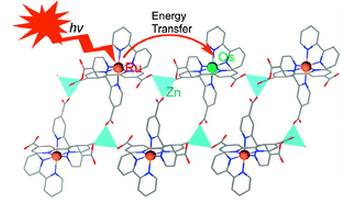 hν
Energy
Transfer
Ru
Os
Zn